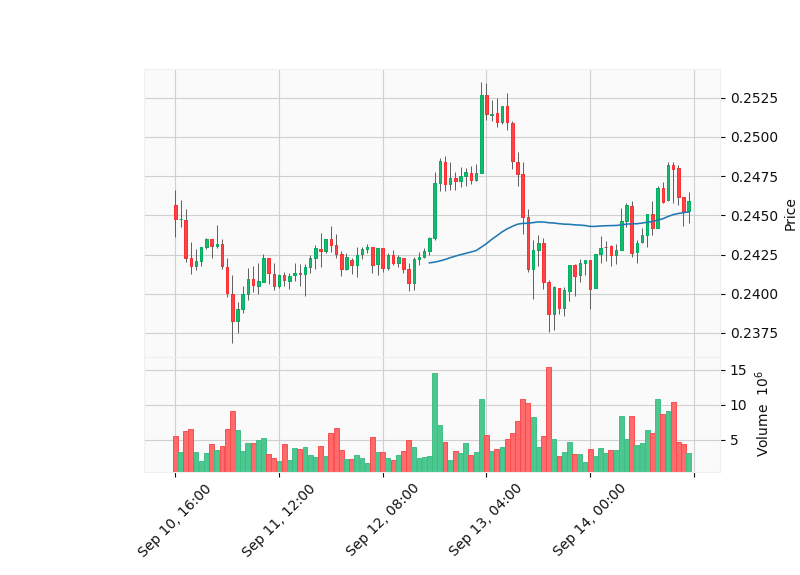 0.2525
0.2500
0.2475
0.2450
0.2425
0.2400
0.2375
Price
15
10
5
Volume 10^6
Sep 10, 16:00
Sep 11, 12:00
Sep 12, 08:00
Sep 13, 04:00
Sep 14, 00:00